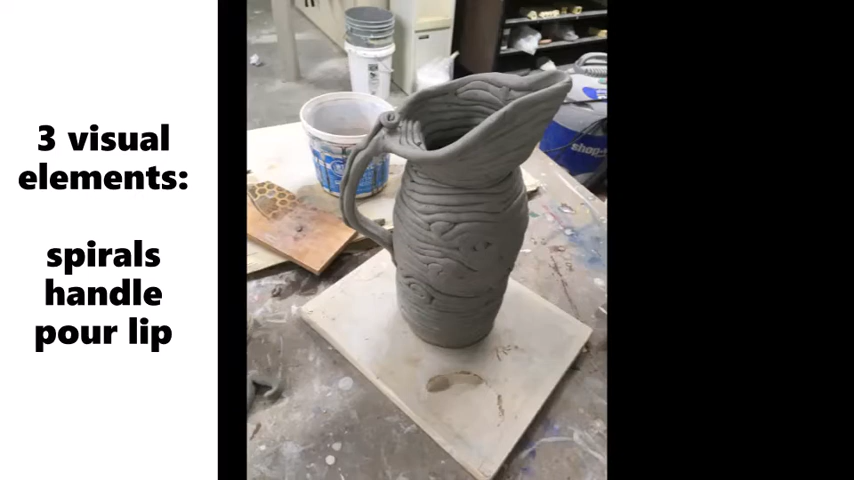 3 visual
elements:
spirals
handle
pour lip
shop-